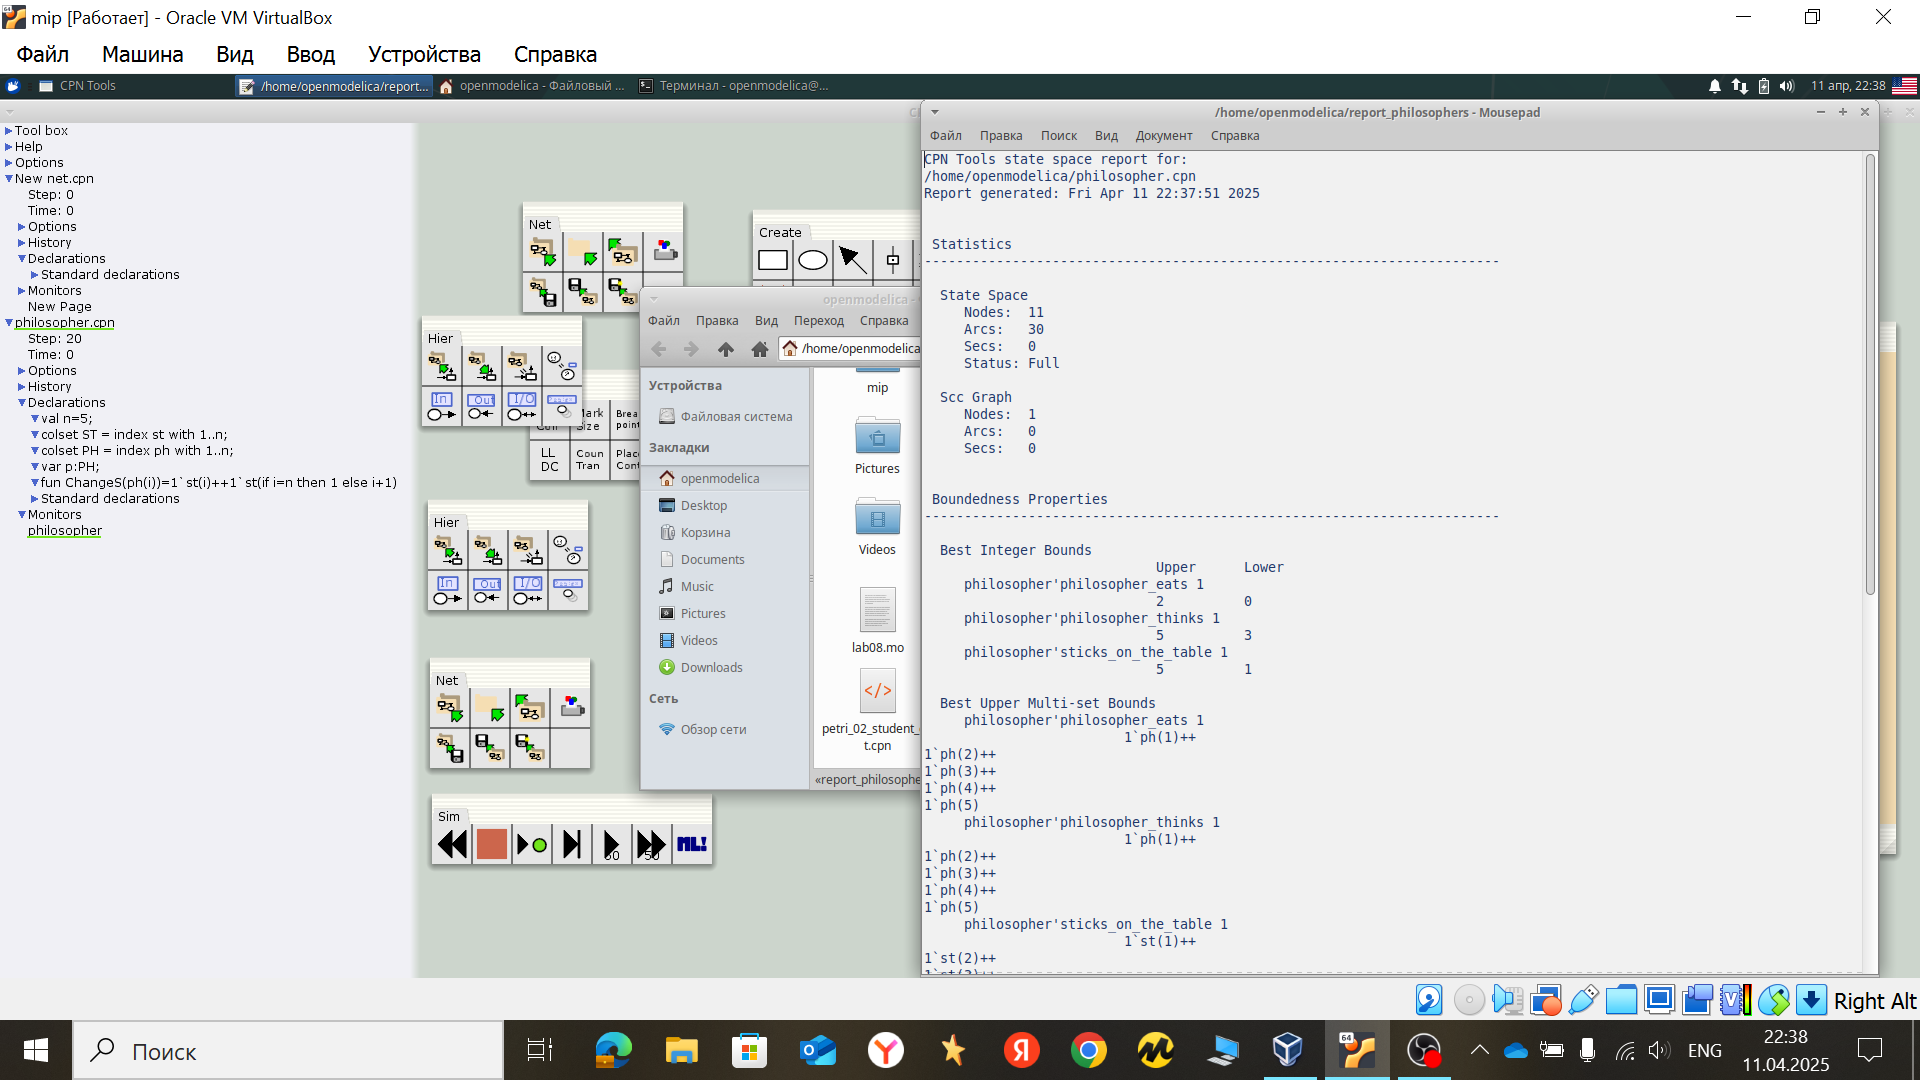 mip [Работает] - Oracle VM VirtualBox
Файл Машина Вид Ввод Устройства Справка
CPN Tools
/home/openmodelica/report...
openmodelica - Файловый ...
Терминал - openmodelica@...
11 апр, 22:38
Tool box
Help
Options
New net.cpn
Step: 0
Time: 0
Options
History
Declarations
Standard declarations
Monitors
New Page
philosopher.cpn
Step: 20
Time: 0
Options
History
Declarations
val n=5;
colset ST = index st with 1..n;
colset PH = index ph with 1..n;
var p:PH;
fun ChangeS(ph(i))=1`st(i)++1`st(if i=n then 1 else i+1)
Standard declarations
Monitors
philosopher
Net
Create
Hier
In Out I/O
Mark Size
Brea point
LL DC
Coun Tran
Place Cont
Hier
In Out I/O
Net
Sim
50
50
ML!
openmodelica -
Файл Правка Вид Переход Справка
/home/openmodelica
Устройства
Файловая система
Закладки
openmodelica
Desktop
Корзина
Documents
Music
Pictures
Videos
Downloads
Сеть
Обзор сети
mip
Pictures
Videos
lab08.mo
petri_02_student_
t.cpn
«report_philosophe
/home/openmodelica/report_philosophers - Mousepad
Файл Правка Поиск Вид Документ Справка
CPN Tools state space report for:
/home/openmodelica/philosopher.cpn
Report generated: Fri Apr 11 22:37:51 2025
Statistics
------------------------------------------------------------------------
State Space
Nodes: 11
Arcs: 30
Secs: 0
Status: Full
Scc Graph
Nodes: 1
Arcs: 0
Secs: 0
Boundedness Properties
------------------------------------------------------------------------
Best Integer Bounds
Upper Lower
philosopher'philosopher_eats 1
2 0
philosopher'philosopher_thinks 1
5 3
philosopher'sticks_on_the_table 1
5 1
Best Upper Multi-set Bounds
philosopher'philosopher_eats 1
1`ph(1)++
1`ph(2)++
1`ph(3)++
1`ph(4)++
1`ph(5)
philosopher'philosopher_thinks 1
1`ph(1)++
1`ph(2)++
1`ph(3)++
1`ph(4)++
1`ph(5)
philosopher'sticks_on_the_table 1
1`st(1)++
1`st(2)++
Right Alt
Поиск
ENG
22:38
11.04.2025